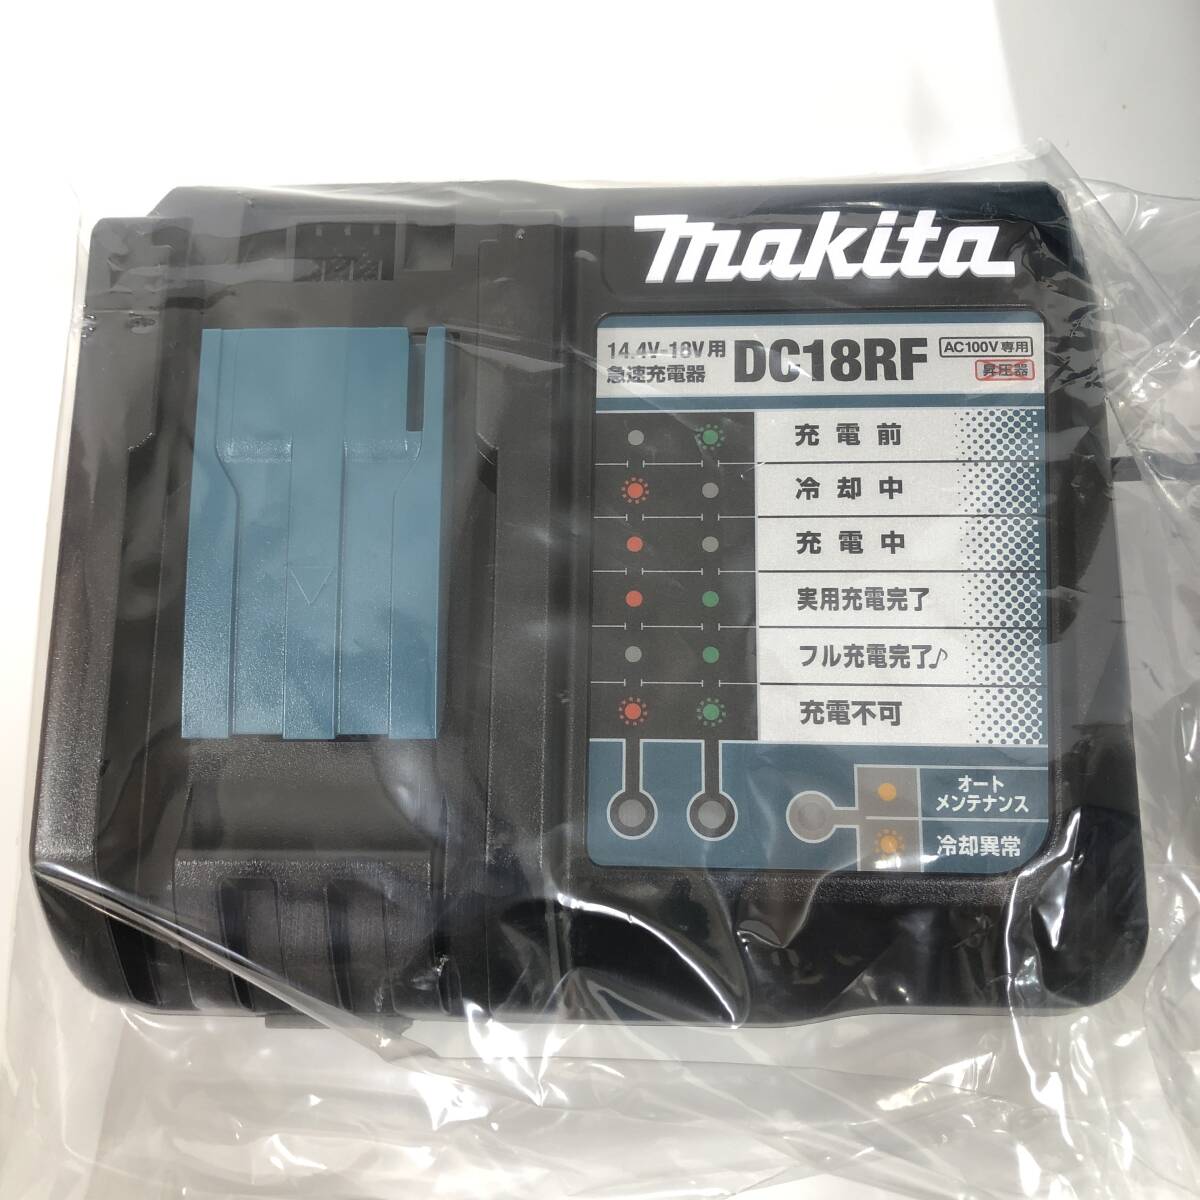 makita
14.4V-18V用
急速充電器
DC18RF
AC100V専用
昇圧器
充電前
冷却中
充電中
実用充電完了
フル充電完了♪
充電不可
オート
メンテナンス
冷却異常